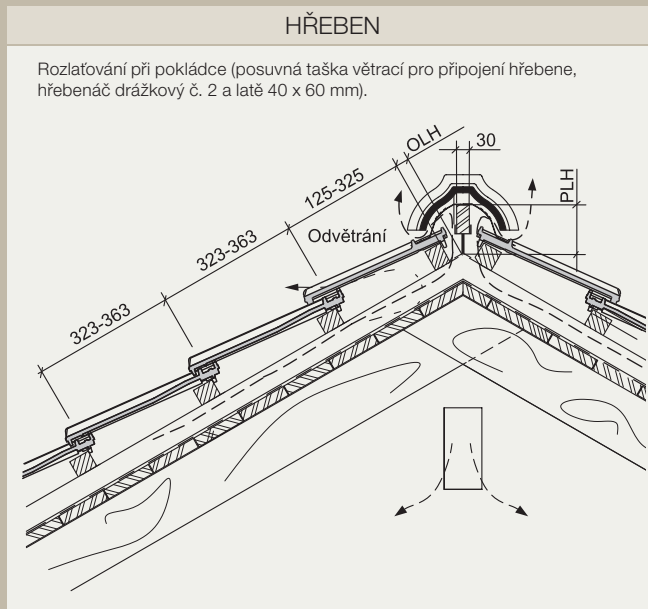 HŘEBEN
Rozlaťování při pokládce (posuvná taška větrací pro připojení hřebene,
hřebenáč drážkový č. 2 a latě 40 x 60 mm).
OLH
30
PLH
125-325
323-363
Odvětrání
323-363